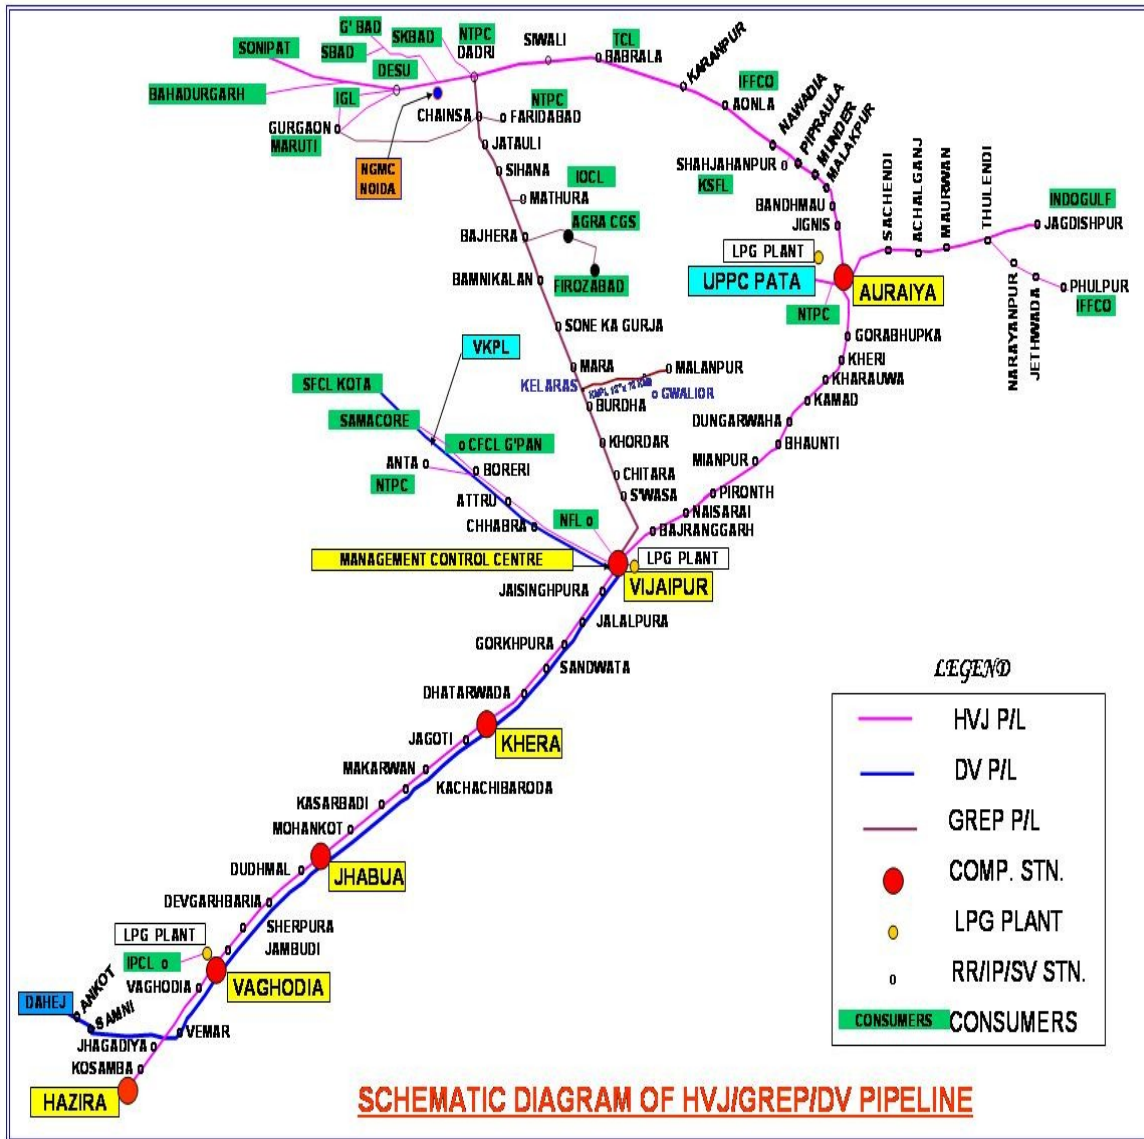 G' BAD
SKBAD
NTPC
SIWALI
TCL
SONIPAT
SBAD
DADRI
BABRALA
KARANPUR
DESU
BAHADURGARH
IGL
IFFCO
AONLA
NTPC
CHAINSA
FARIDABAD
GURGAON
MARUTI
NAWADIA
PIPRAULA
MUNDER
MALAKPUR
JATAULI
SHAHJAHANPUR
KSFL
NGMC
NOIDA
SIHANA
IOCL
MATHURA
BANDHMAU
JIGNIS
SACHENDI
ACHALGANJ
MAURWAN
THULENDI
INDOGULF
JAGDISHPUR
AGRA CGS
BAJHERA
LPG PLANT
UPPC PATA
AURAIYA
BAMNIKALAN
FIROZABAD
NTPC
NARAYANPUR
JETHWADA
PHULPUR
IFFCO
SONE KA GURJA
GORABHUPKA
VKPL
MARA
MALANPUR
KHERI
SFCL KOTA
KELARAS
GWALIOR
KHARAUWA
BURDHA
KAMAD
SAMACORE
DUNGARWAHA
CFCL G'PAN
KHORDAR
BHAUNTI
ANTA
BORERI
MIANPUR
NTPC
CHITARA
ATTRU
S'WASA
PIRONTH
NAISARAI
CHHABRA
NFL
BAJRANGGARH
MANAGEMENT CONTROL CENTRE
LPG PLANT
VIJAIPUR
JAISINGHPURA
JALALPURA
GORKHPURA
SANDWATA
DHATARWADA
JAGOTI
KHERA
MAKARWAN
KACHACHIBARODA
KASARBADI
MOHANKOT
DUDHMAL
JHABUA
DEVGARHBARIA
SHERPURA
LPG PLANT
JAMBUDI
IPCL
VAGHODIA
VAGHODIA
DAHEJ
ANKOT
SAMNI
VEMAR
JHAGADIYA
KOSAMBA
HAZIRA
LEGEND
HVJ P/L
DV P/L
GREP P/L
COMP. STN.
LPG PLANT
RR/IP/SV STN.
CONSUMERS CONSUMERS
SCHEMATIC DIAGRAM OF HVJ/GREP/DV PIPELINE